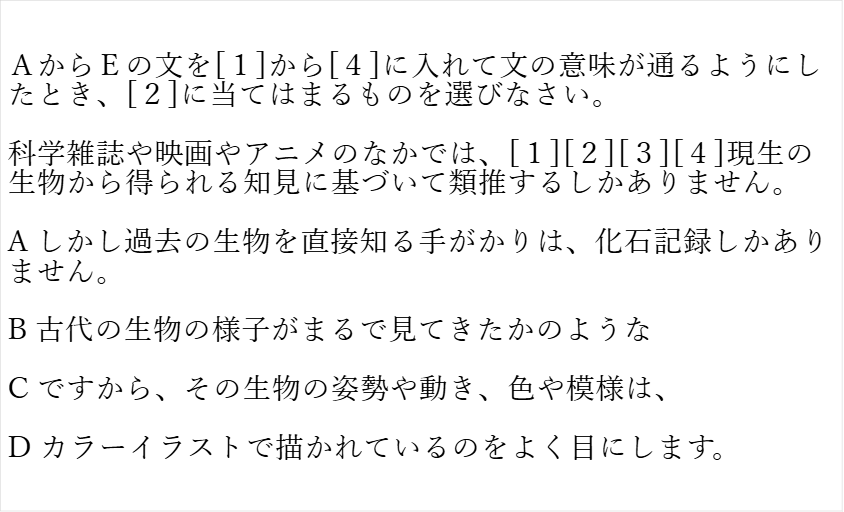 ＡからＥの文を[１]から[４]に入れて文の意味が通るようにし
たとき、[２]に当てはまるものを選びなさい。
科学雑誌や映画やアニメのなかでは、[１][２][３][４]現生の
生物から得られる知見に基づいて類推するしかありません。
A しかし過去の生物を直接知る手がかりは、化石記録しかあり
ません。
B 古代の生物の様子がまるで見てきたかのような
C ですから、その生物の姿勢や動き、色や模様は、
D カラーイラストで描かれているのをよく目にします。